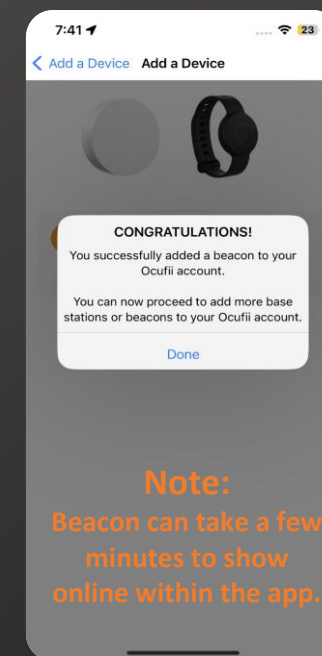 7:41
23
Add a Device Add a Device
CONGRATULATIONS!
You successfully added a beacon to your
Ocufii account.
You can now proceed to add more base
stations or beacons to your Ocufii account.
Done
Note:
Beacon can take a few
minutes to show
online within the app.